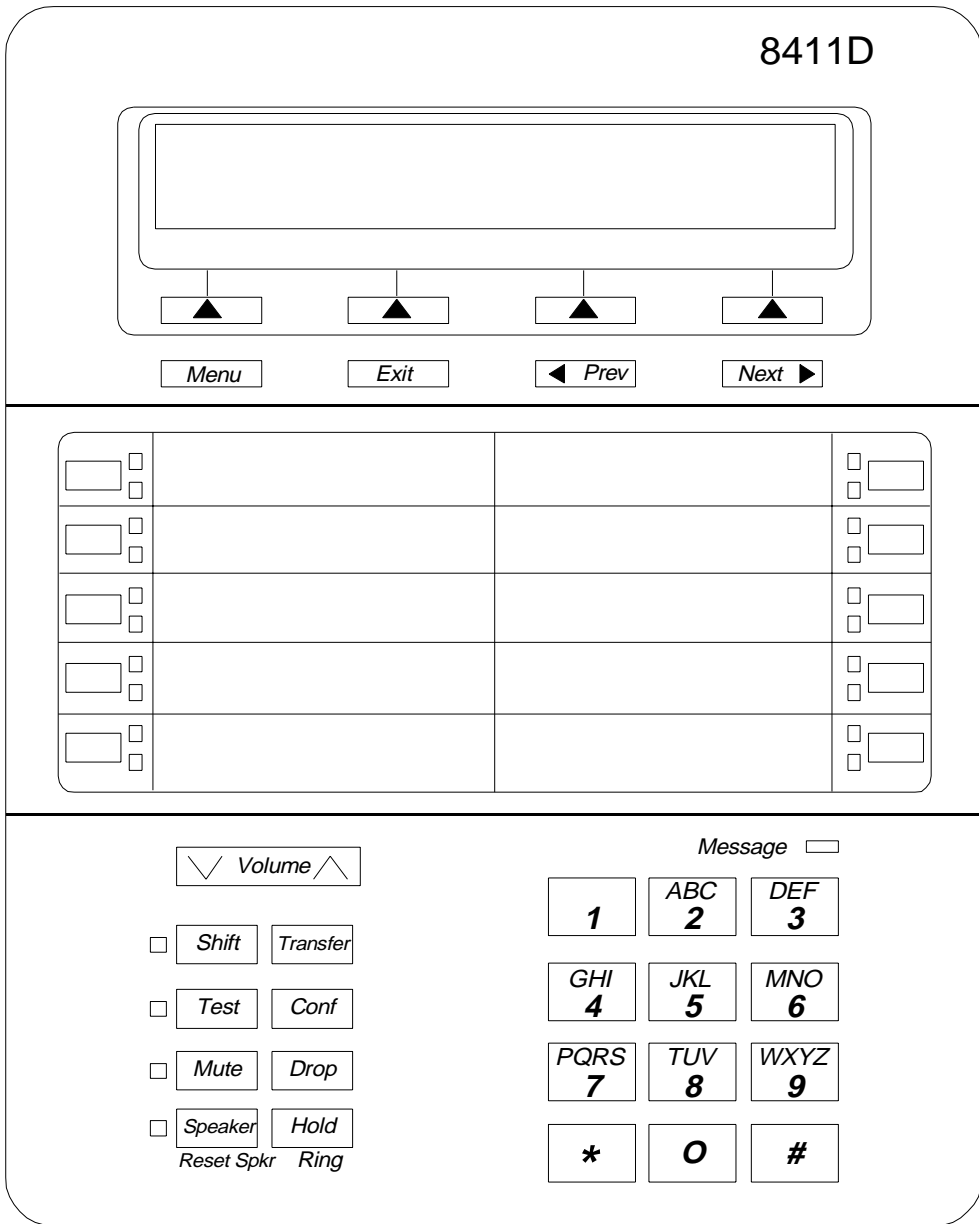 8411D
Menu Exit Prev Next
Volume
Message
Shift Transfer
Test Conf
Mute Drop
Speaker Hold
Reset Spkr Ring
1 ABC 2 DEF 3
GHI 4 JKL 5 MNO 6
PQRS 7 TUV 8 WXYZ 9
* O #